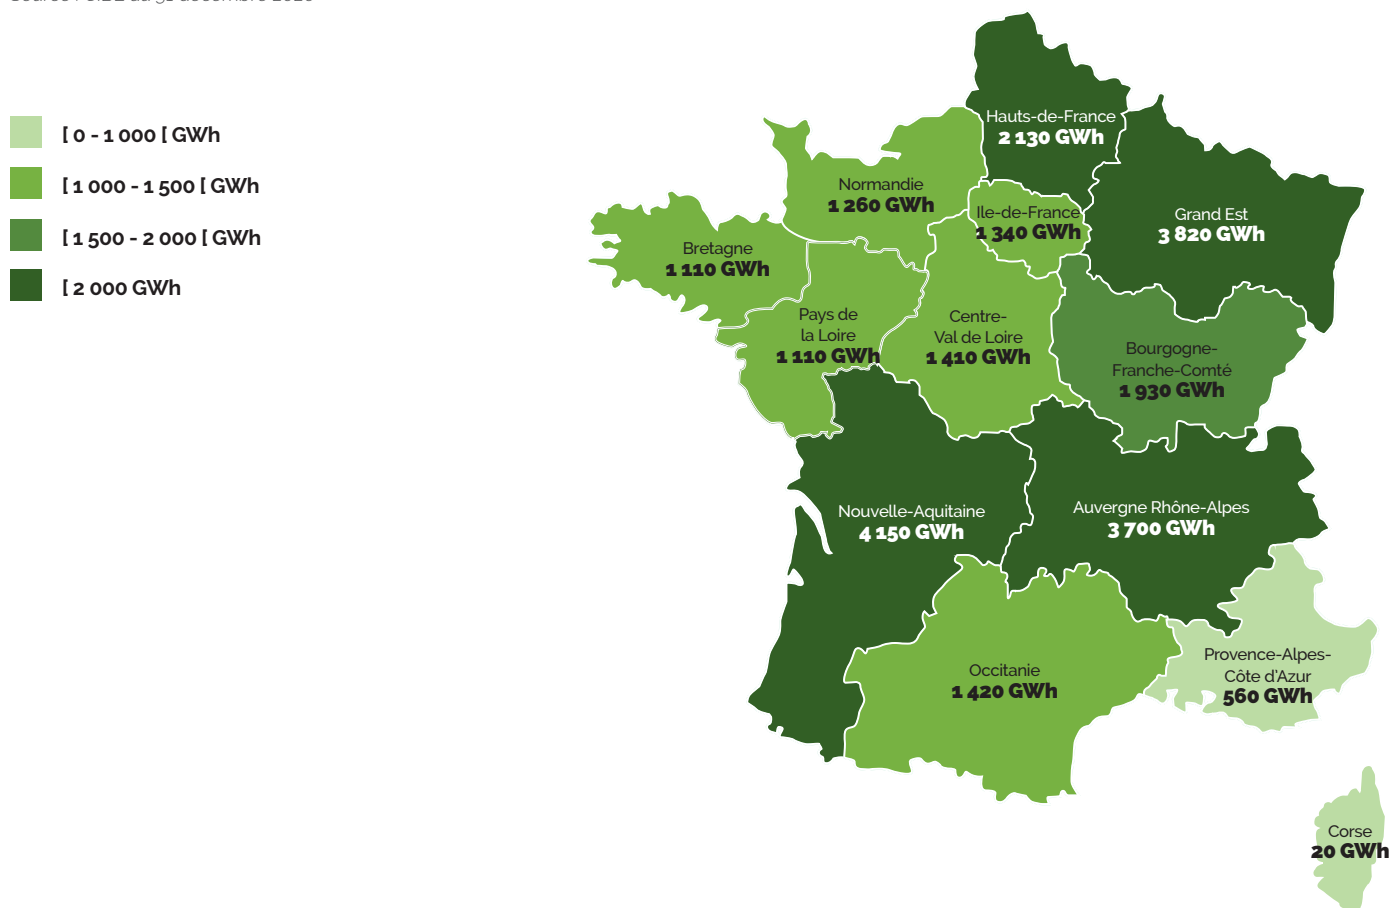 [ 0 - 1 000 [ GWh
[ 1 000 - 1 500 [ GWh
[ 1 500 - 2 000 [ GWh
[ 2 000 GWh
Hauts-de-France
2 130 GWh
Normandie
1 260 GWh
Ile-de-France
1 340 GWh
Grand Est
3 820 GWh
Bretagne
1 110 GWh
Pays de
la Loire
1 110 GWh
Centre-
Val de Loire
1 410 GWh
Bourgogne-
Franche-Comté
1 930 GWh
Nouvelle-Aquitaine
4 150 GWh
Auvergne Rhône-Alpes
3 700 GWh
Occitanie
1 420 GWh
Provence-Alpes-
Côte d'Azur
560 GWh
Corse
20 GWh